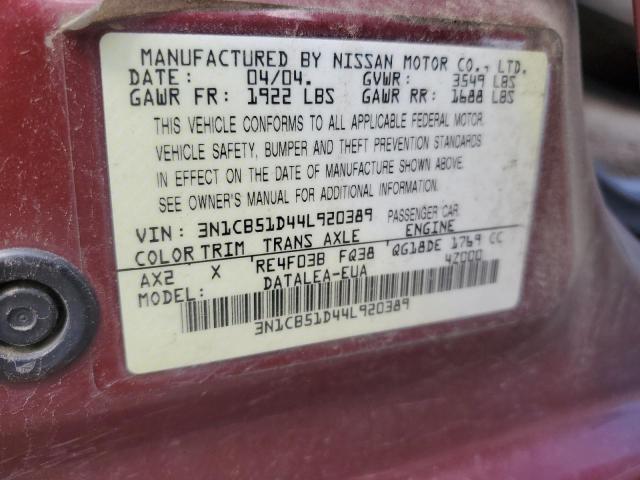 MANUFACTURED BY NISSAN MOTOR CO., LTD.
DATE: 04/04. GVWR: 3549 LBS
GAWR FR: 1922 LBS GAWR RR: 1688 LBS
THIS VEHICLE CONFORMS TO ALL APPLICABLE FEDERAL MOTOR
VEHICLE SAFETY, BUMPER AND THEFT PREVENTION STANDARDS
IN EFFECT ON THE DATE OF MANUFACTURE SHOWN ABOVE.
SEE OWNER'S MANUAL FOR ADDITIONAL INFORMATION.
VIN: 3N1CB51D44L920389 PASSENGER CAR
COLOR TRIM TRANS AXLE ENGINE
AX2 X RE4F03B FQ38 QG18DE 1769 CC
MODEL: DATALEA-EUA 4Z000
3N1CB51D44L920389